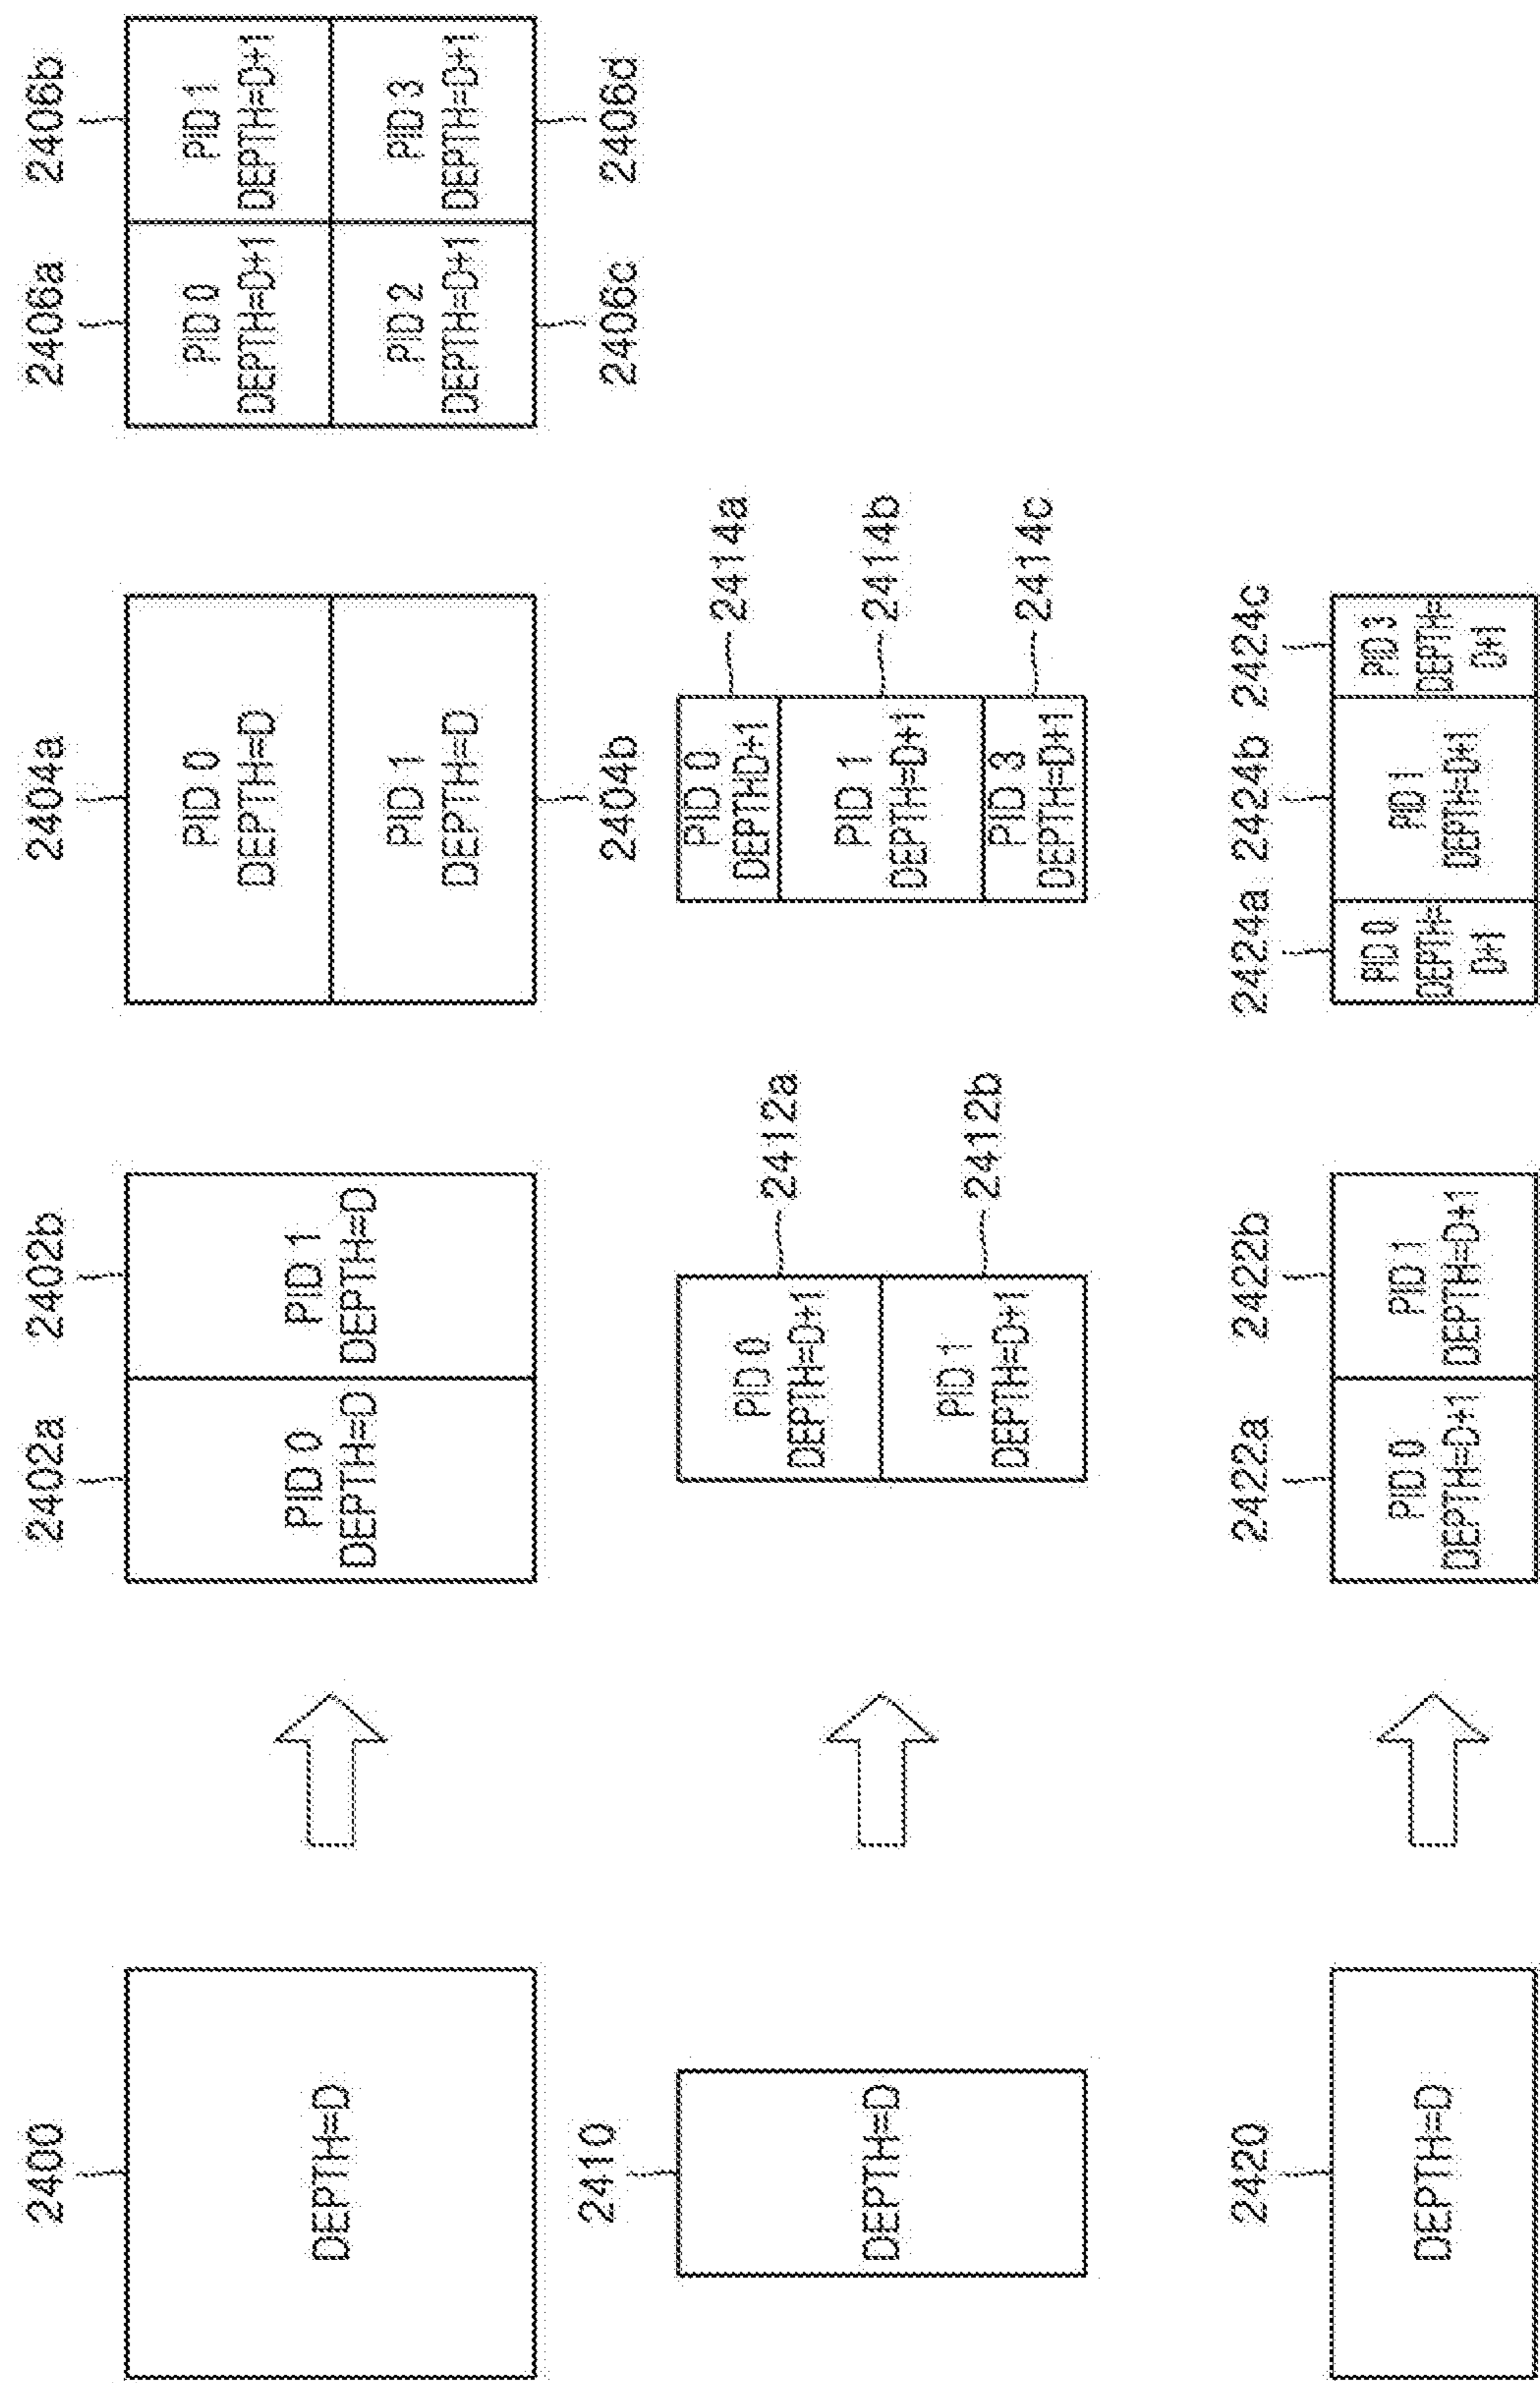 2400
DEPTH=D
2402a
2402b
PID 0
DEPTH=D
PID 1
DEPTH=D
2404a
PID 0
DEPTH=D
PID 1
DEPTH=D
2404b
2406a
2406b
PID 0
DEPTH=D+1
PID 1
DEPTH=D+1
PID 2
DEPTH=D+1
PID 3
DEPTH=D+1
2406c
2406d
2410
DEPTH=D
PID 0
DEPTH=D+1
2412a
PID 1
DEPTH=D+1
2412b
PID 0
DEPTHD+1
2414a
PID 1
DEPTH=D+1
2414b
PID 3
DEPTH=D+1
2414c
2420
DEPTH=D
2422a
2422b
PID 0
DEPTH=D+1
PID 1
DEPTH=D+1
2424a
2424b
2424c
PID 0
DEPTH=
D+1
PID 1
DEPTH=D+1
PID 3
DEPTH=
D+1